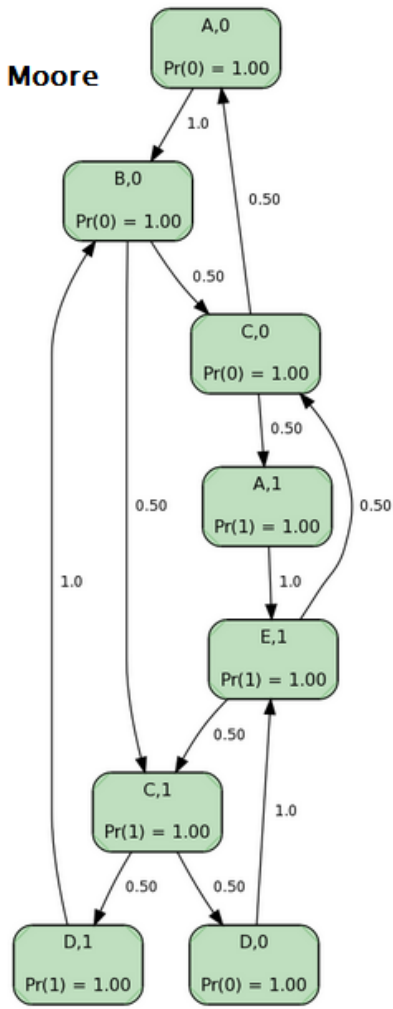 A,0
Pr(0) = 1.00
Moore
1.0
B,0
Pr(0) = 1.00
0.50
0.50
C,0
Pr(0) = 1.00
0.50
A,1
Pr(1) = 1.00
0.50
0.50
1.0
1.0
E,1
Pr(1) = 1.00
0.50
C,1
Pr(1) = 1.00
1.0
0.50
0.50
D,1
Pr(1) = 1.00
D,0
Pr(0) = 1.00